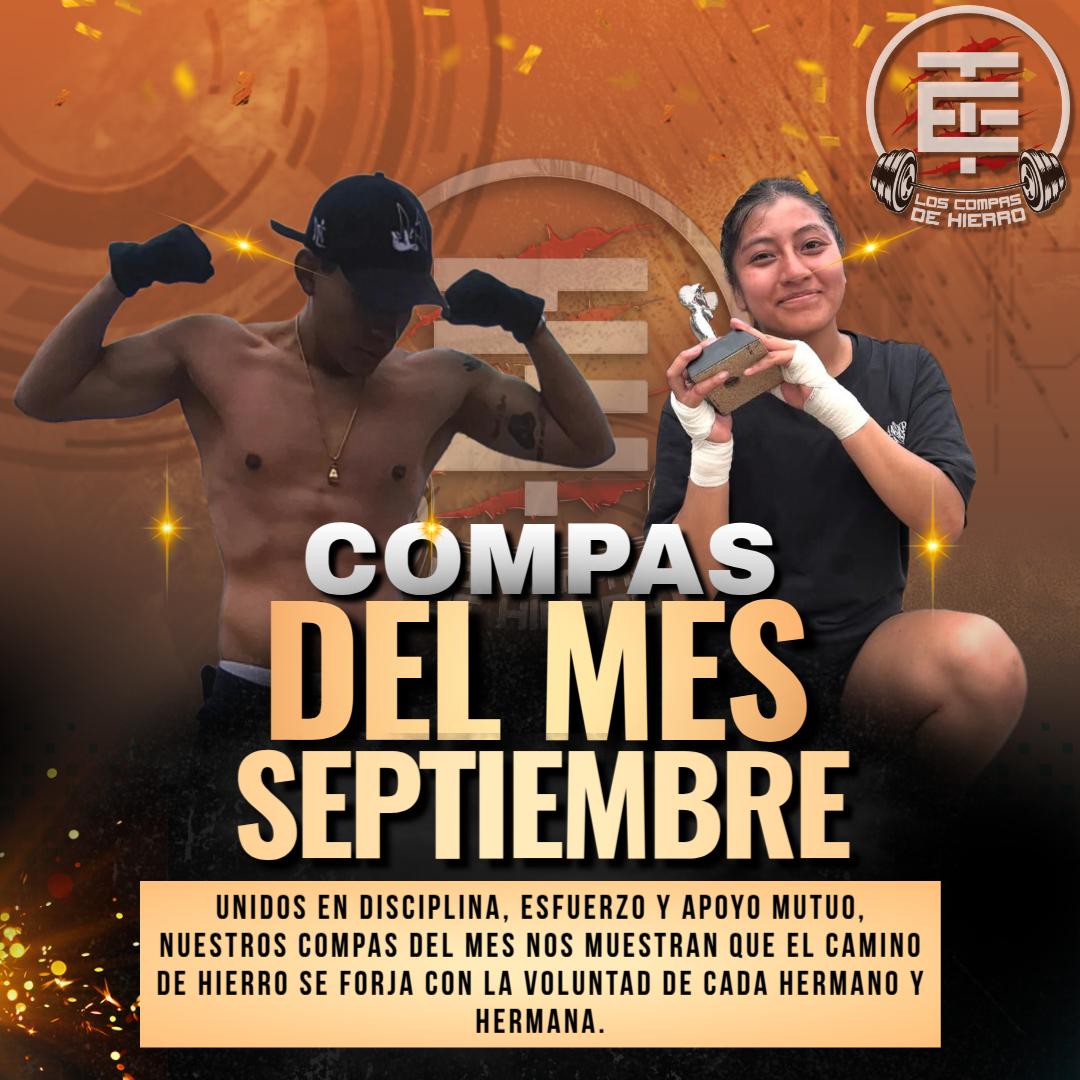 LOS COMPAS
DE HIERRO
COMPAS
DEL MES
SEPTIEMBRE
UNIDOS EN DISCIPLINA, ESFUERZO Y APOYO MUTUO,
NUESTROS COMPAS DEL MES NOS MUESTRAN QUE EL CAMINO
DE HIERRO SE FORJA CON LA VOLUNTAD DE CADA HERMANO Y
HERMANA.